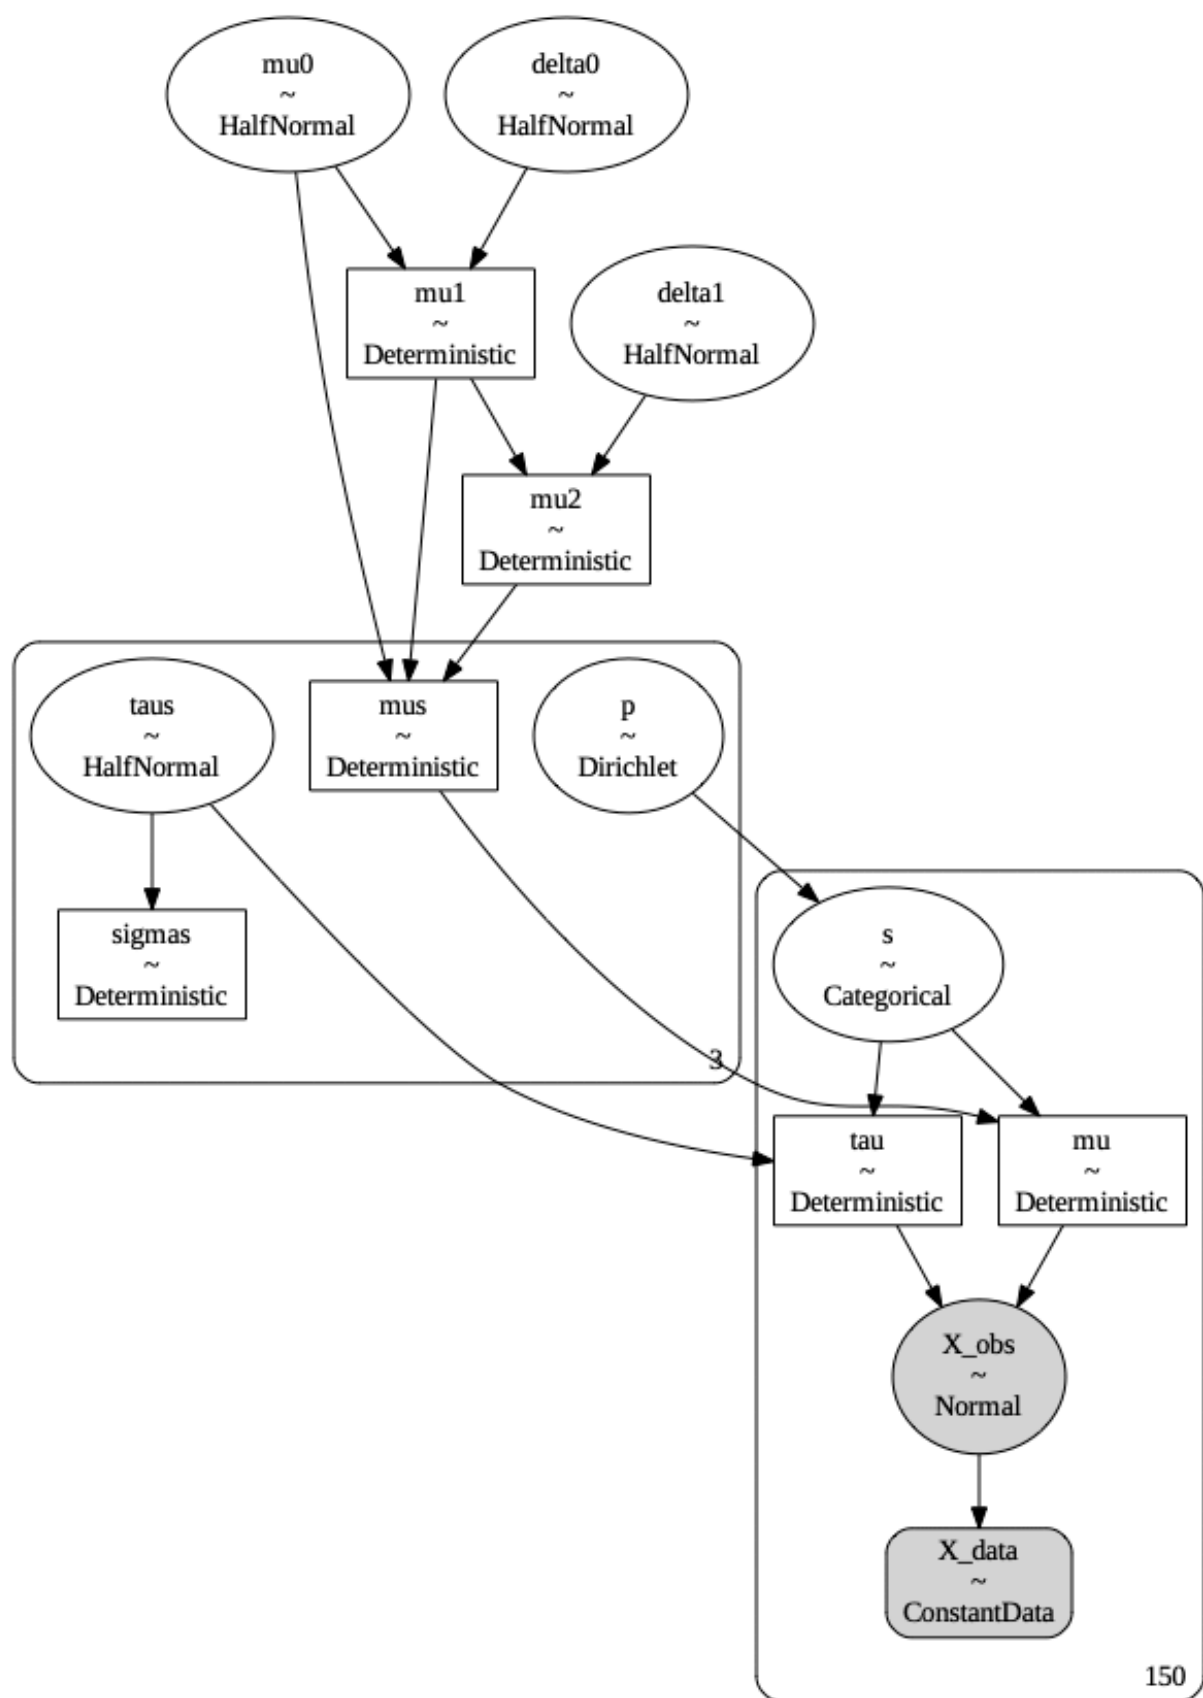 mu0
~
HalfNormal
delta0
~
HalfNormal
mu1
~
Deterministic
delta1
~
HalfNormal
mu2
~
Deterministic
taus
~
HalfNormal
mus
~
Deterministic
p
~
Dirichlet
sigmas
~
Deterministic
3
s
~
Categorical
tau
~
Deterministic
mu
~
Deterministic
X_obs
~
Normal
X_data
~
ConstantData
150